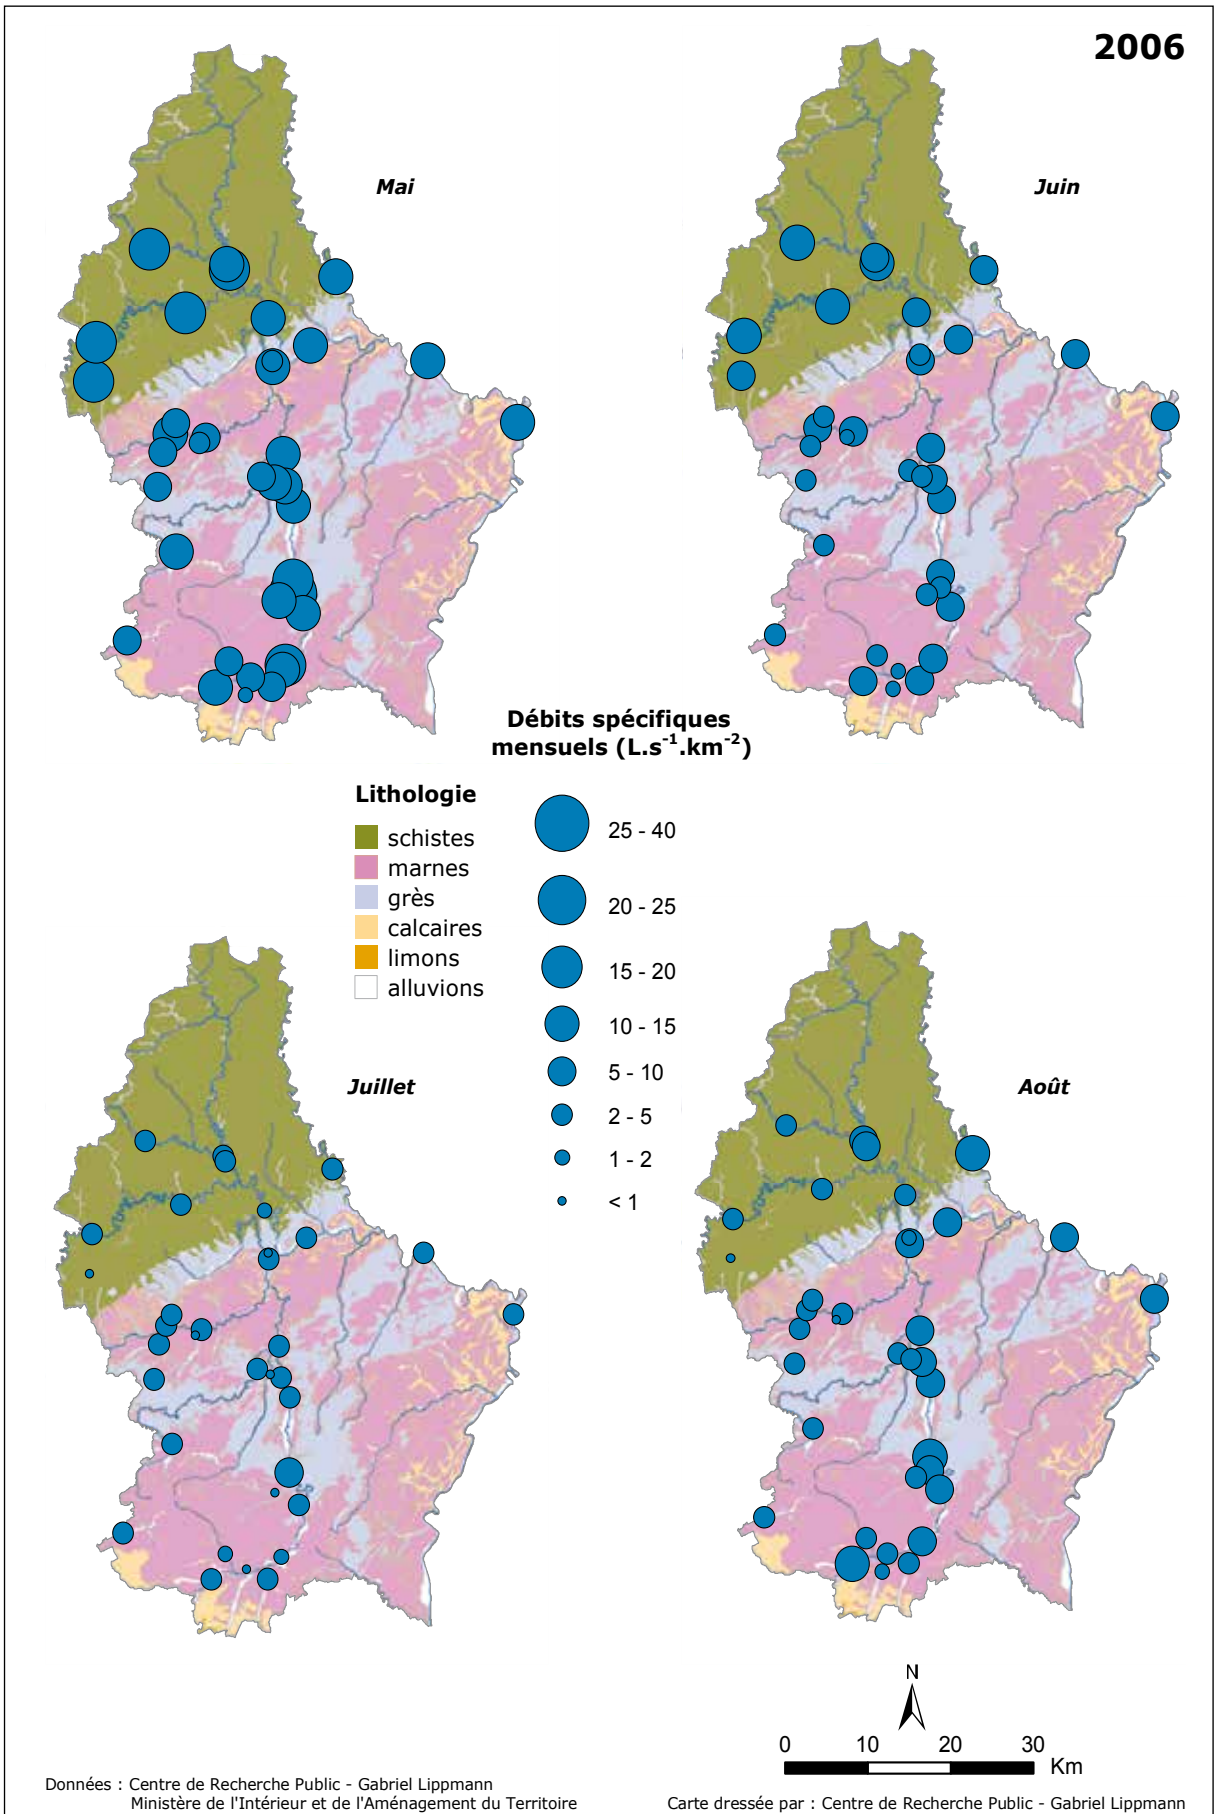 2006
Mai
Juin
Débits spécifiques
mensuels (L.s⁻¹.km⁻²)
Lithologie
schistes
marnes
grès
calcaires
limons
alluvions
25 - 40
20 - 25
15 - 20
10 - 15
5 - 10
2 - 5
1 - 2
< 1
Juillet
Août
N
0 10 20 30
Km
Données : Centre de Recherche Public - Gabriel Lippmann
Ministère de l'Intérieur et de l'Aménagement du Territoire
Carte dressée par : Centre de Recherche Public - Gabriel Lippmann